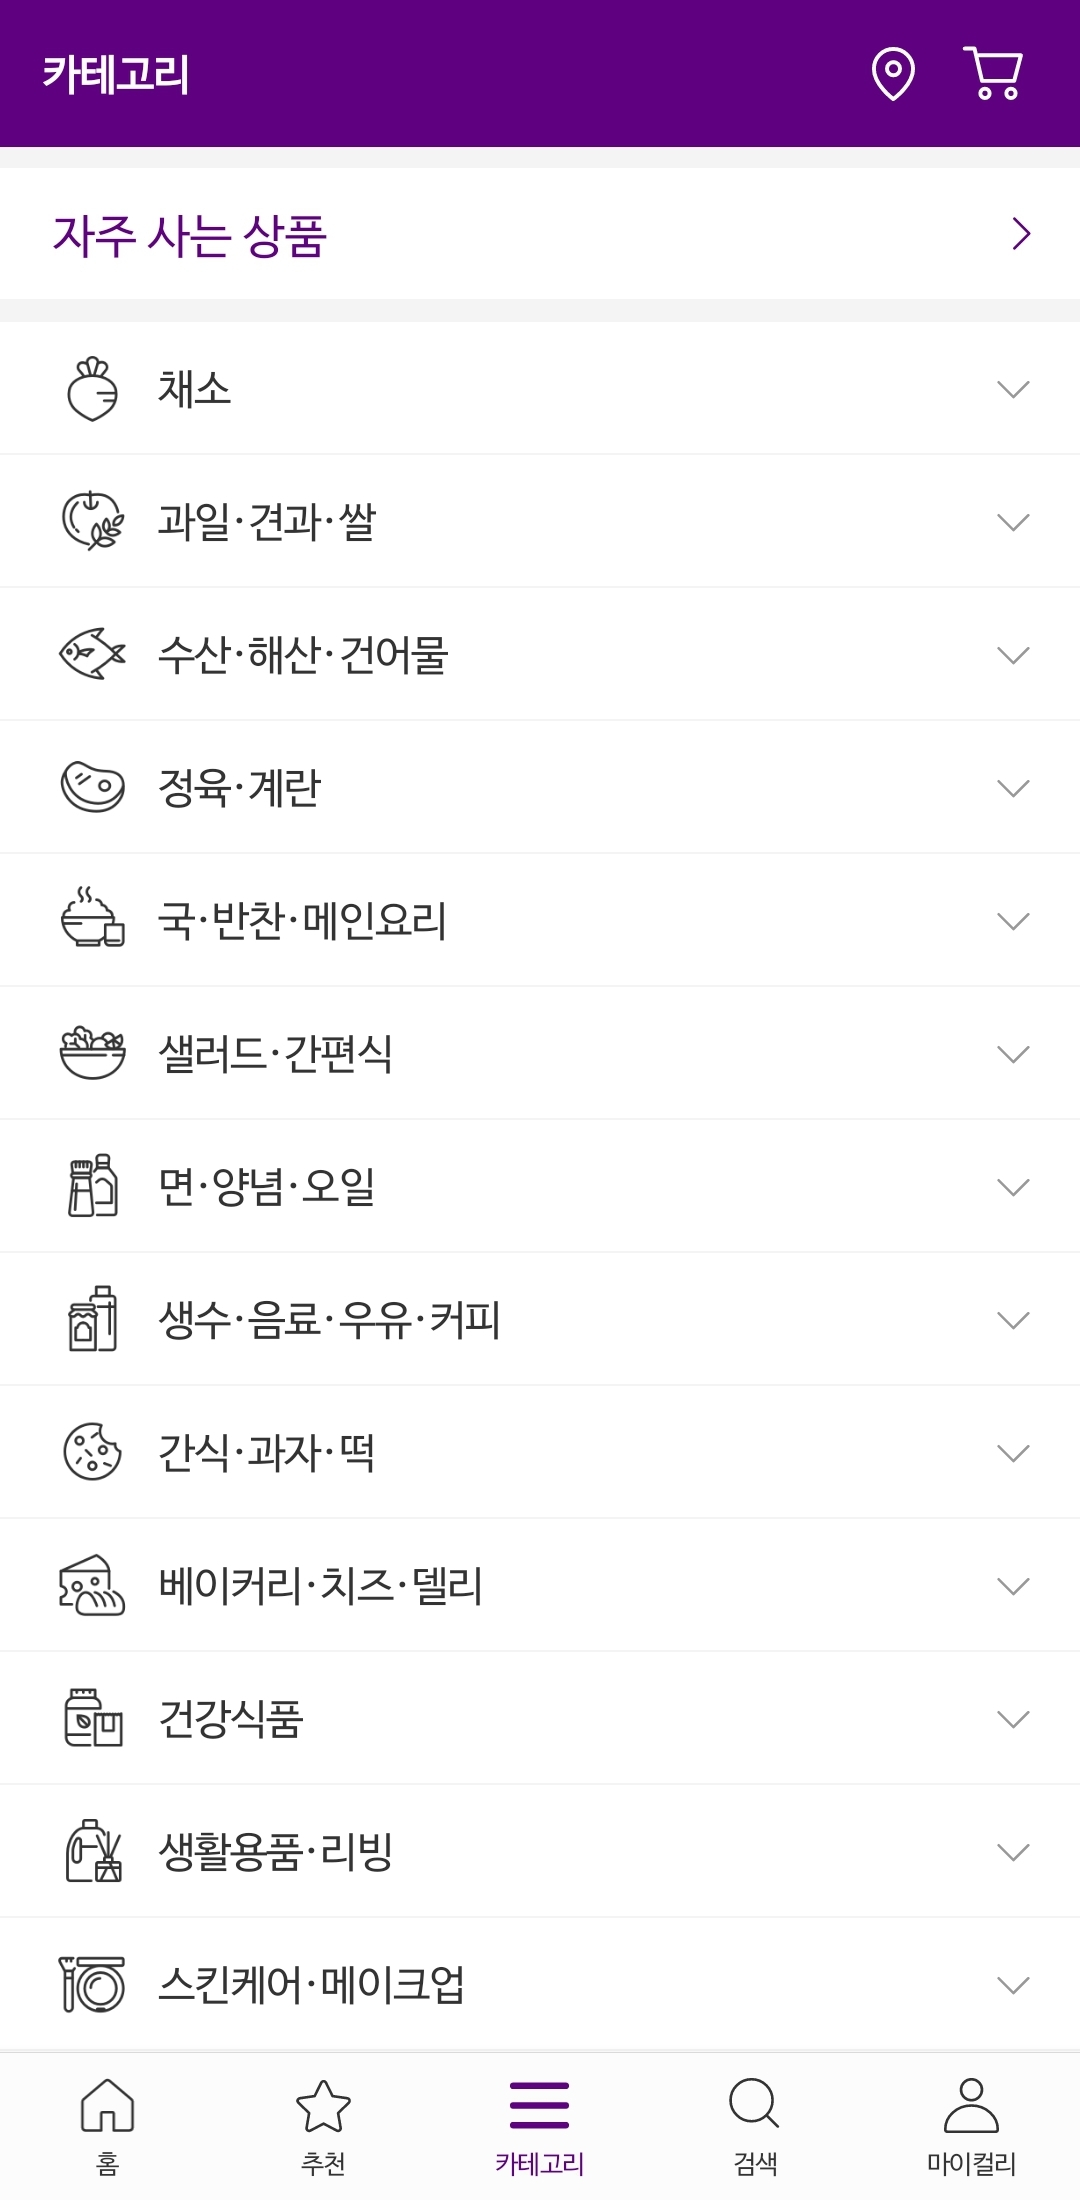 카테고리
자주 사는 상품
채소
과일·견과·쌀
수산·해산·건어물
정육·계란
국·반찬·메인요리
샐러드·간편식
면·양념·오일
생수·음료·우유·커피
간식·과자·떡
베이커리·치즈·델리
건강식품
생활용품·리빙
스킨케어·메이크업
홈
추천
카테고리
검색
마이컬리